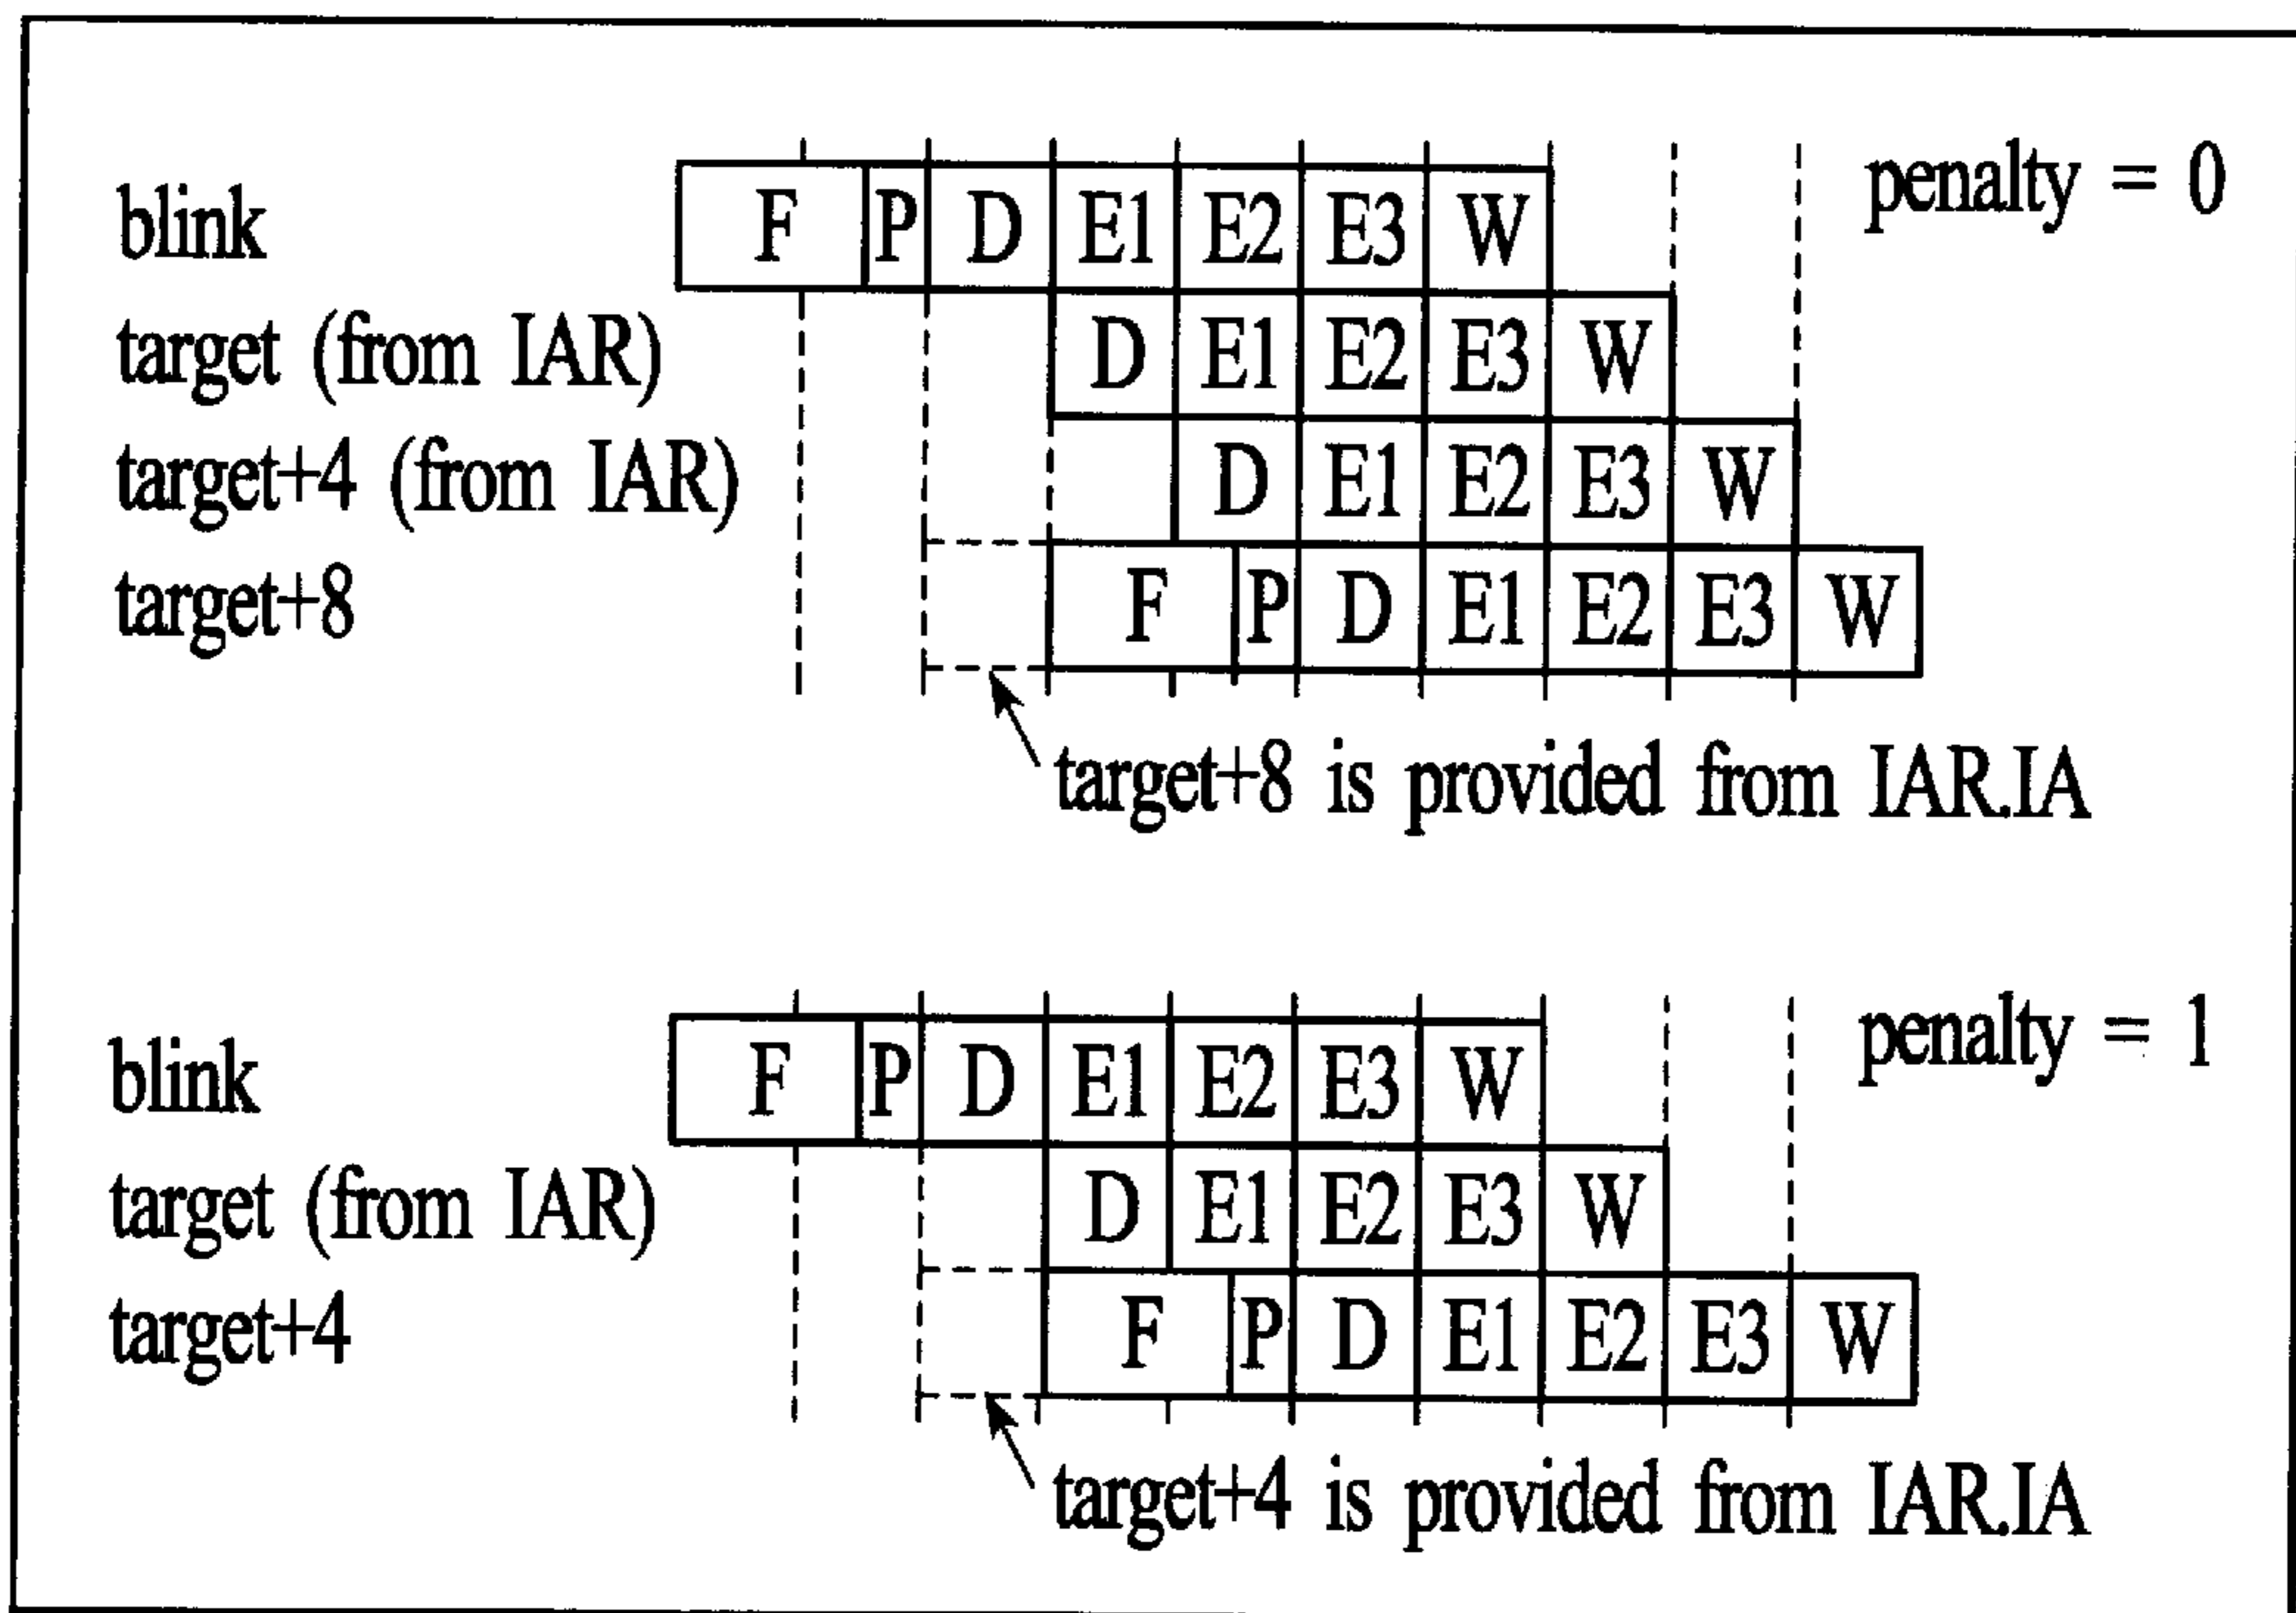 penalty = 0
blink F P D E1 E2 E3 W
target (from IAR) D E1 E2 E3 W
target+4 (from IAR) D E1 E2 E3 W
target+8 F P D E1 E2 E3 W
target+8 is provided from IAR.IA
penalty = 1
blink F P D E1 E2 E3 W
target (from IAR) D E1 E2 E3 W
target+4 F P D E1 E2 E3 W
target+4 is provided from IAR.IA